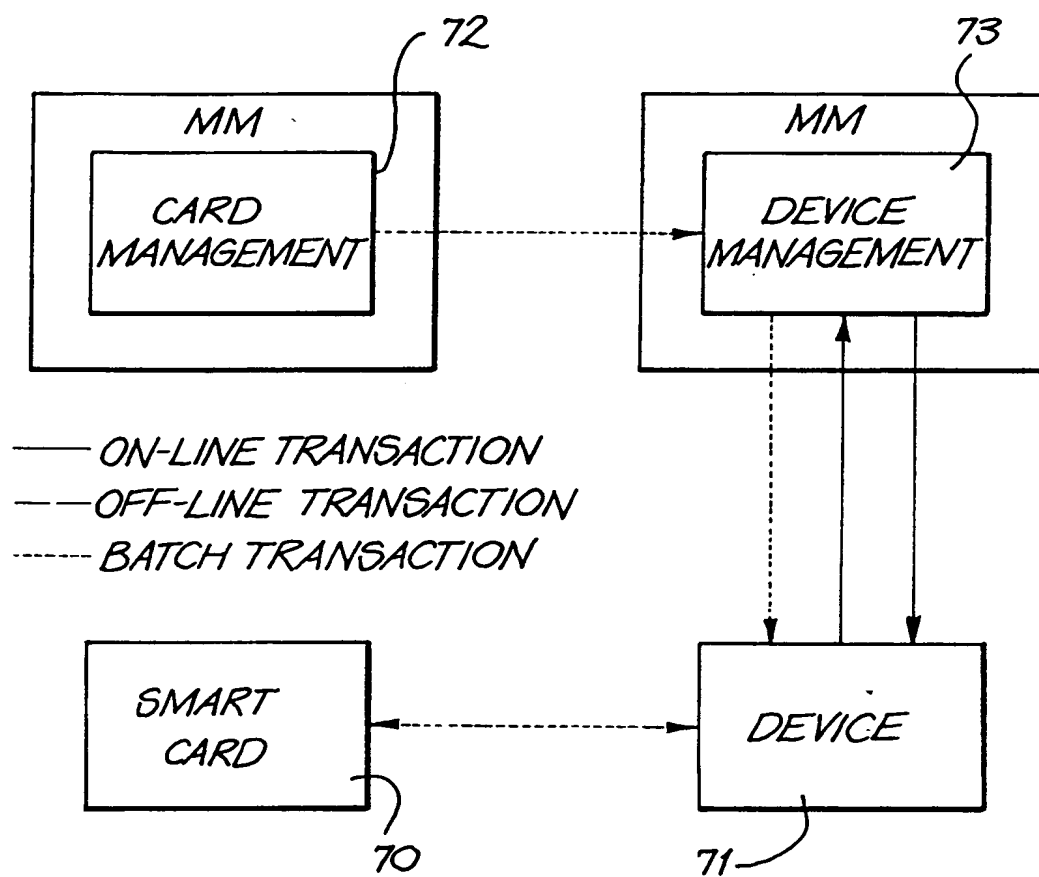 72
73
MM
MM
CARD
MANAGEMENT
DEVICE
MANAGEMENT
ON-LINE TRANSACTION
OFF-LINE TRANSACTION
BATCH TRANSACTION
SMART
CARD
DEVICE
70
71